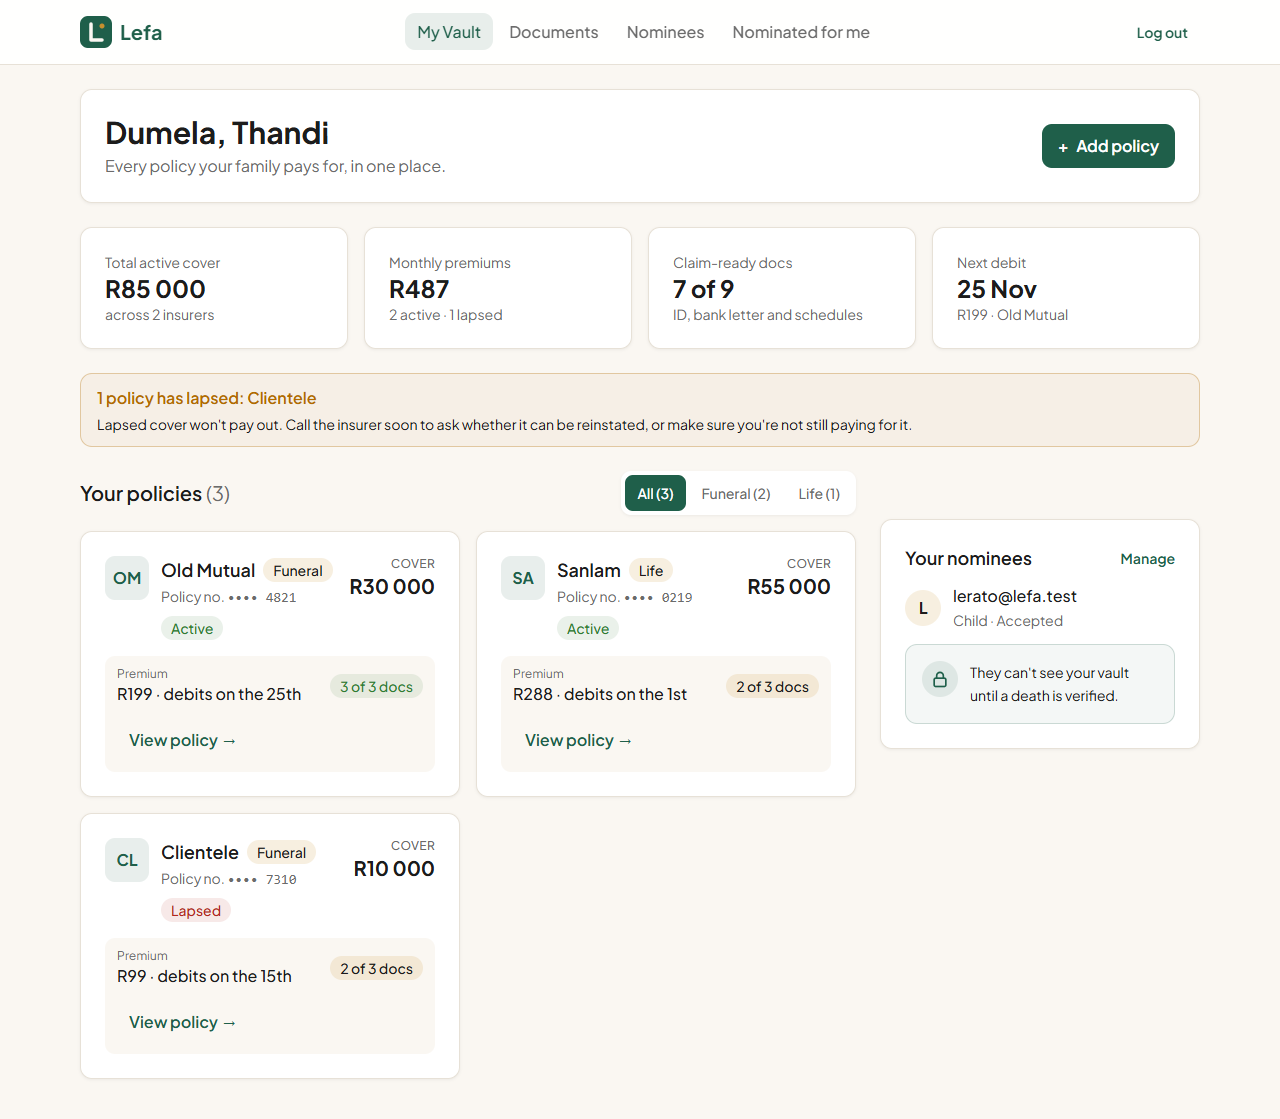 Lefa
My Vault
Documents
Nominees
Nominated for me
Log out
Dumela, Thandi
Every policy your family pays for, in one place.
+ Add policy
Total active cover
R85 000
across 2 insurers
Monthly premiums
R487
2 active · 1 lapsed
Claim-ready docs
7 of 9
ID, bank letter and schedules
Next debit
25 Nov
R199 · Old Mutual
1 policy has lapsed: Clientele
Lapsed cover won't pay out. Call the insurer soon to ask whether it can be reinstated, or make sure you're not still paying for it.
Your policies (3)
All (3)
Funeral (2)
Life (1)
OM
Old Mutual
Funeral
Policy no. •••• 4821
Active
COVER
R30 000
Premium
R199 · debits on the 25th
3 of 3 docs
View policy →
SA
Sanlam
Life
Policy no. •••• 0219
Active
COVER
R55 000
Premium
R288 · debits on the 1st
2 of 3 docs
View policy →
CL
Clientele
Funeral
Policy no. •••• 7310
Lapsed
COVER
R10 000
Premium
R99 · debits on the 15th
2 of 3 docs
View policy →
Your nominees
Manage
L
lerato@lefa.test
Child · Accepted
They can't see your vault
until a death is verified.